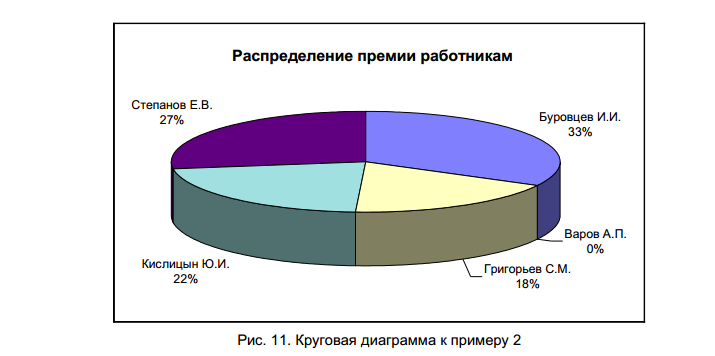 Распределение премии работникам
Степанов Е.В.
27%
Буровцев И.И.
33%
Варов А.П.
0%
Григорьев С.М.
18%
Кислицын Ю.И.
22%
Рис. 11. Круговая диаграмма к примеру 2